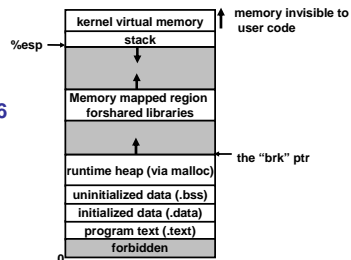 kernel virtual memory
memory invisible to
user code
%esp
stack
6
Memory mapped region
forshared libraries
the “brk” ptr
runtime heap (via malloc)
uninitialized data (.bss)
initialized data (.data)
program text (.text)
forbidden
0